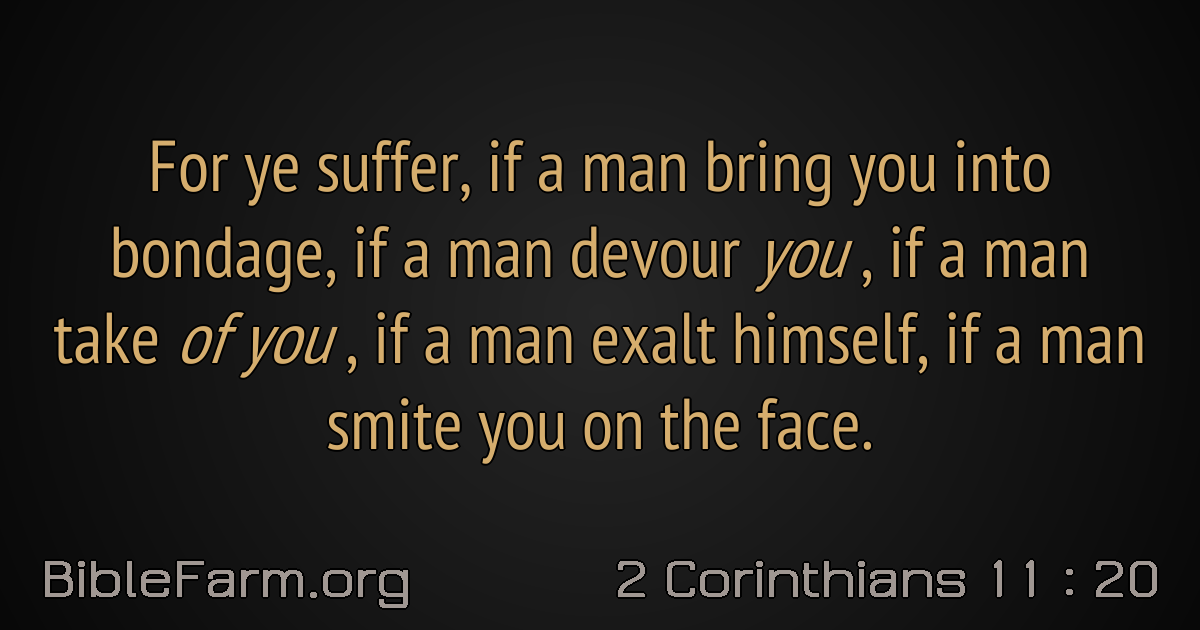 For ye suffer, if a man bring you into
bondage, if a man devour you , if a man
take of you , if a man exalt himself, if a man
smite you on the face.
BibleFarm.org
2 Corinthians 11 : 20